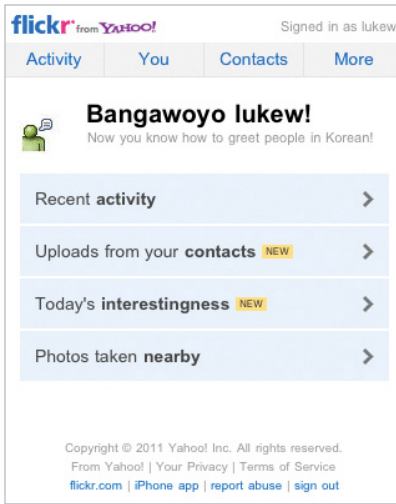 flickr from YAHOO!
Signed in as lukew
Activity You Contacts More
Bangawoyo lukew!
Now you know how to greet people in Korean!
Recent activity
Uploads from your contacts NEW
Today's interestingness NEW
Photos taken nearby
Copyright © 2011 Yahoo! Inc. All rights reserved.
From Yahoo! | Your Privacy | Terms of Service
flickr.com | iPhone app | report abuse | sign out